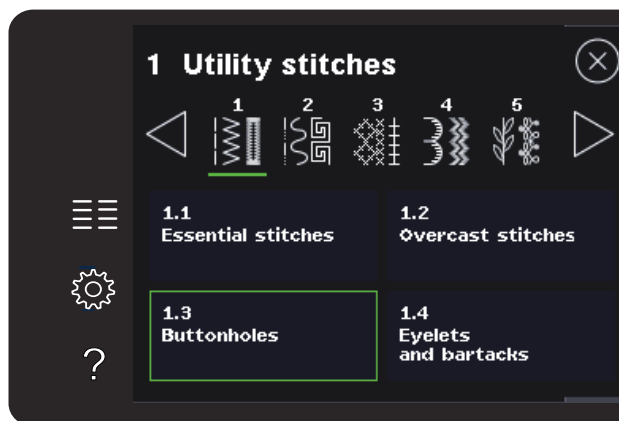 1 Utility stitches
1 2 3 4 5
1.1
Essential stitches
1.2
Overcast stitches
1.3
Buttonholes
1.4
Eyelets
and bartacks
?